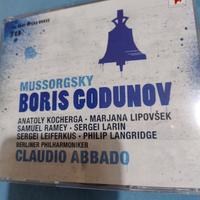 MUSSORGSKY
BORIS GODUNOV
ANATOLY KOCHERGA • MARJANA LIPOVŠEK
SAMUEL RAMEY • SERGEI LARIN
SERGEI LEIFERKUS • PHILIP LANGRIDGE
BERLINER PHILHARMONIKER
CLAUDIO ABBADO